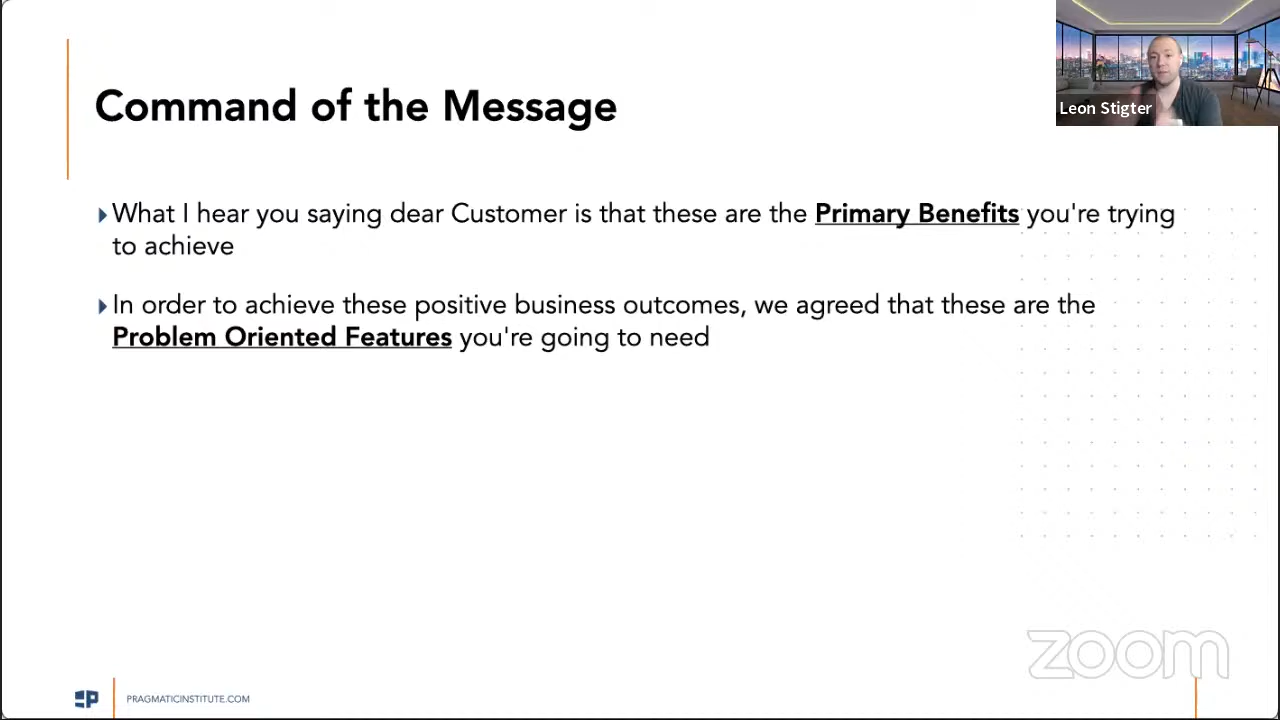 Command of the Message
Leon Stigter
What I hear you saying dear Customer is that these are the Primary Benefits you're trying
to achieve
In order to achieve these positive business outcomes, we agreed that these are the
Problem Oriented Features you're going to need
zoom
PRAGMATICINSTITUTE.COM